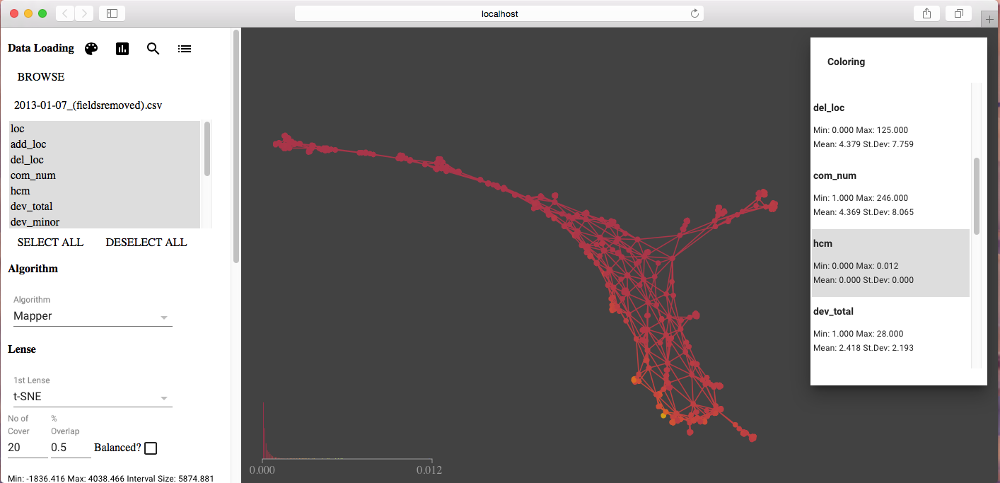 localhost
Data Loading
BROWSE
2013-01-07_(fieldsremoved).csv
loc
add_loc
del_loc
com_num
hcm
dev_total
dev_minor
SELECT ALL DESELECT ALL
Algorithm
Algorithm
Mapper
Lense
1st Lense
t-SNE
No of Cover
% Overlap
20
0.5
Balanced?
Min: -1836.416 Max: 4038.466 Interval Size: 5874.881
0.000 0.012
Coloring
del_loc
Min: 0.000 Max: 125.000
Mean: 4.379 St.Dev: 7.759
com_num
Min: 1.000 Max: 246.000
Mean: 4.369 St.Dev: 8.065
hcm
Min: 0.000 Max: 0.012
Mean: 0.000 St.Dev: 0.000
dev_total
Min: 1.000 Max: 28.000
Mean: 2.418 St.Dev: 2.193